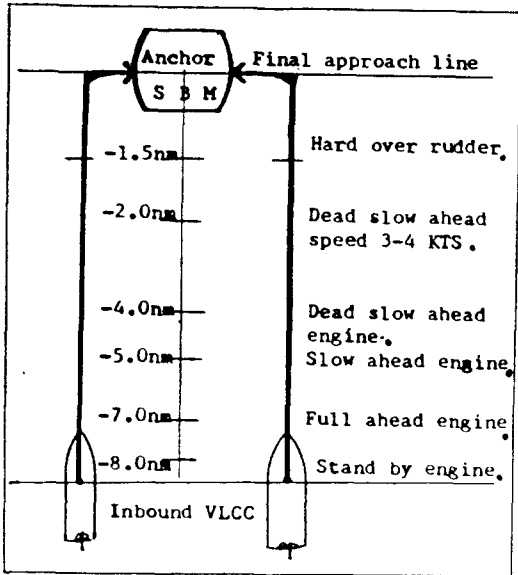 Anchor Final approach line
S B M
-1.5nm Hard over rudder.
-2.0nm Dead slow ahead
speed 3-4 KTS.
-4.0nm Dead slow ahead
engine.
-5.0nm Slow ahead engine.
-7.0nm Full ahead engine.
-8.0nm Stand by engine.
Inbound VLCC